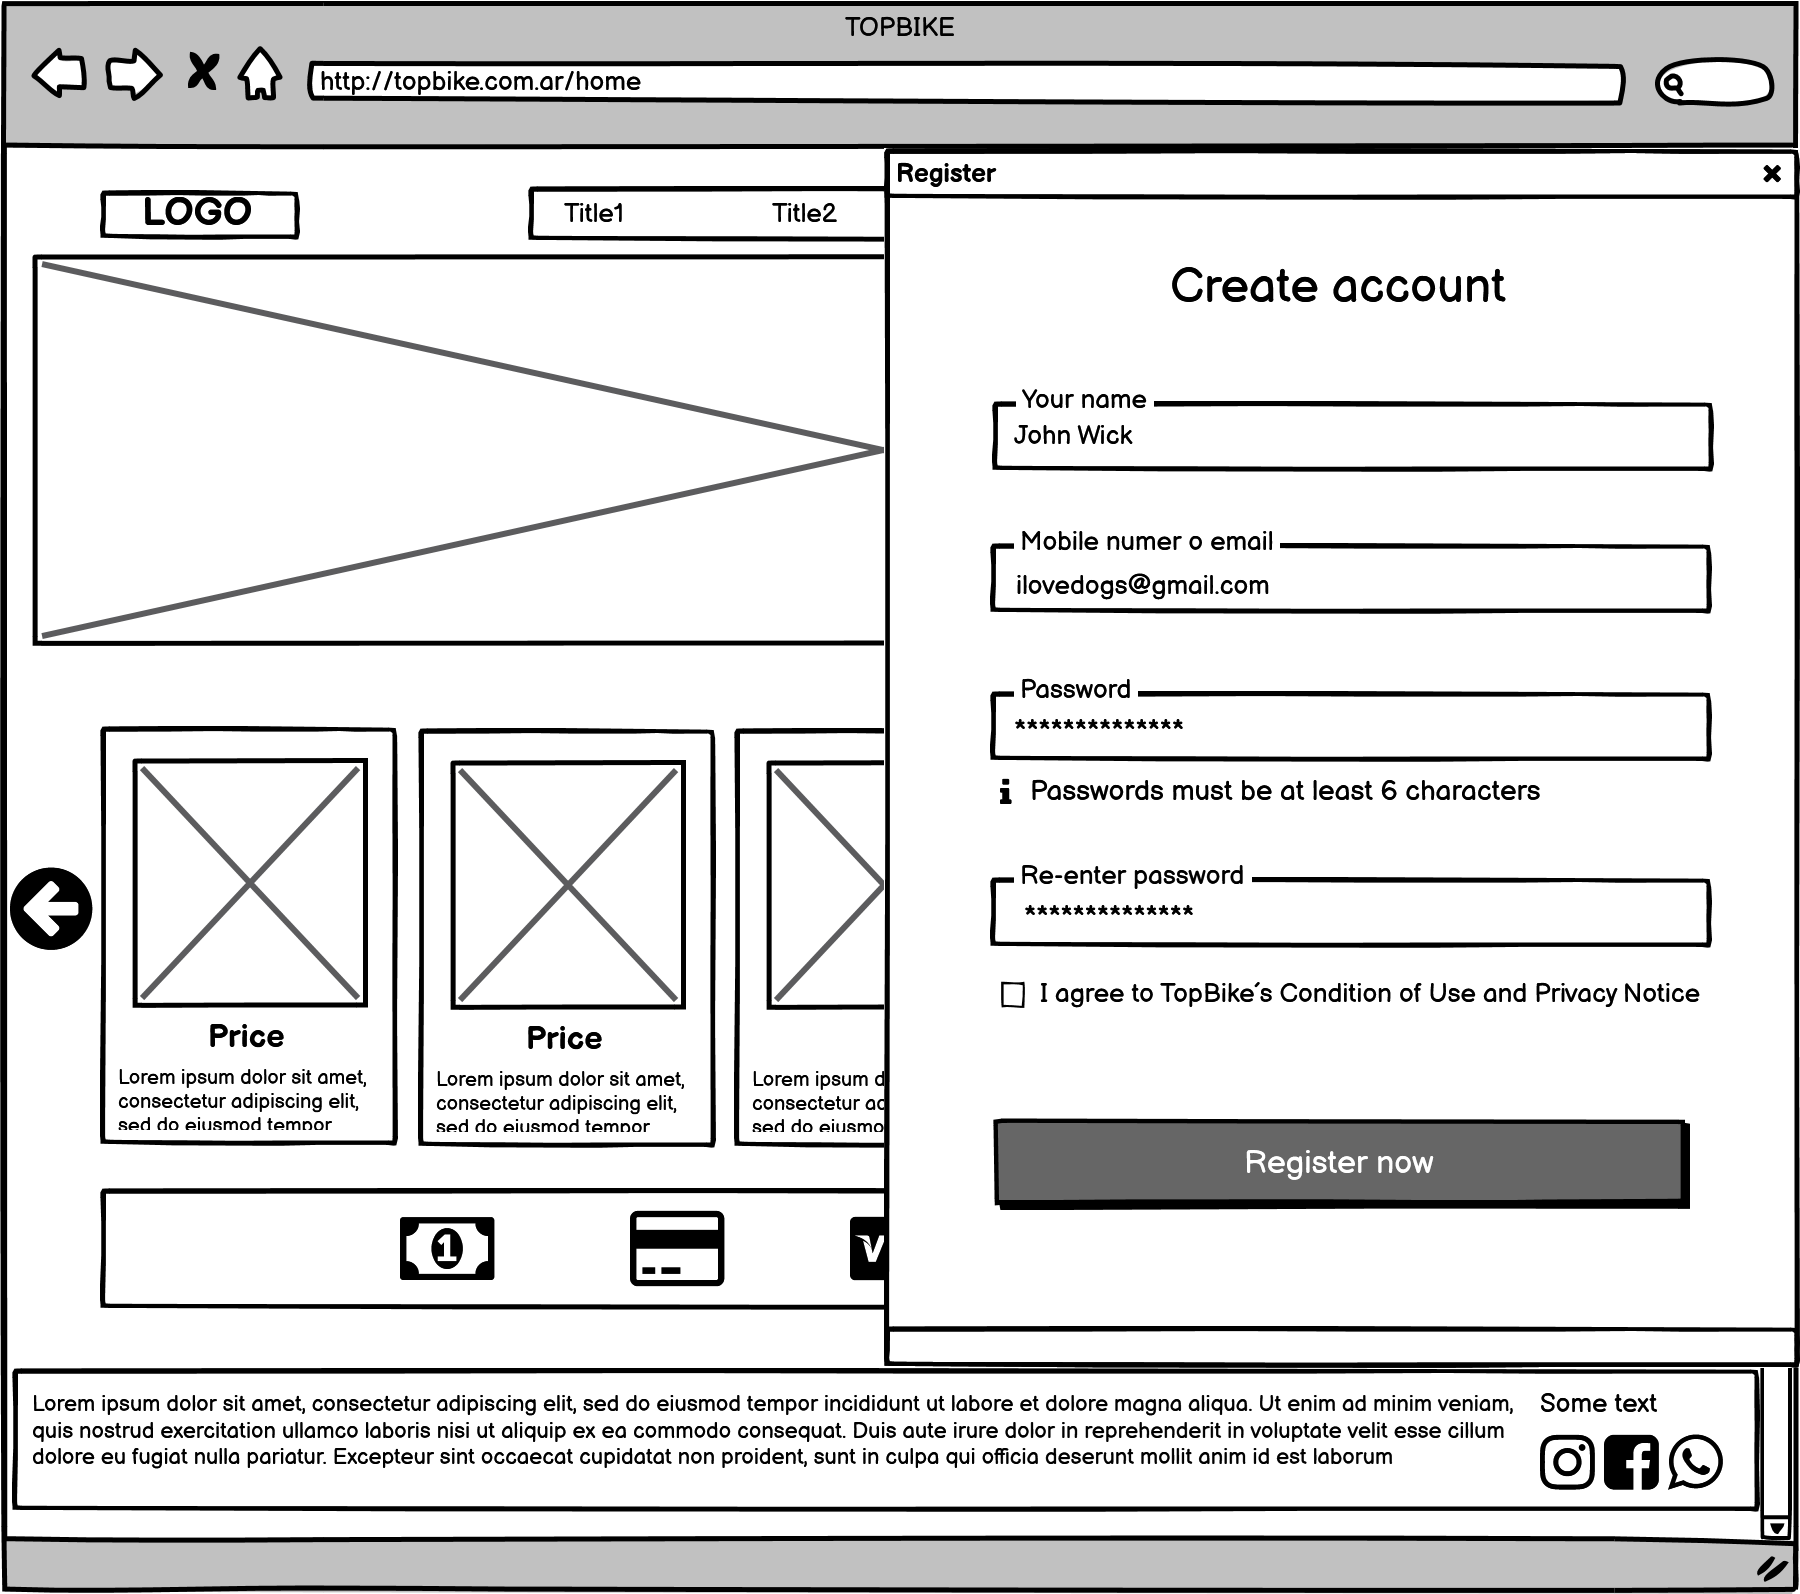 TOPBIKE
http://topbike.com.ar/home
Register
LOGO
Title1
Title2
Create account
Your name
John Wick
Mobile numer o email
ilovedogs@gmail.com
Password
**************
Passwords must be at least 6 characters
Re-enter password
**************
I agree to TopBike´s Condition of Use and Privacy Notice
Register now
Price
Lorem ipsum dolor sit amet,
consectetur adipiscing elit,
sed do eiusmod tempor
Price
Lorem ipsum dolor sit amet,
consectetur adipiscing elit,
sed do eiusmod tempor
Lorem ipsum d
consectetur
sed do eiusmo
1
V
Lorem ipsum dolor sit amet, consectetur adipiscing elit, sed do eiusmod tempor incididunt ut labore et dolore magna aliqua. Ut enim ad minim veniam,
quis nostrud exercitation ullamco laboris nisi ut aliquip ex ea commodo consequat. Duis aute irure dolor in reprehenderit in voluptate velit esse cillum
dolore eu fugiat nulla pariatur. Excepteur sint occaecat cupidatat non proident, sunt in culpa qui officia deserunt mollit anim id est laborum
Some text